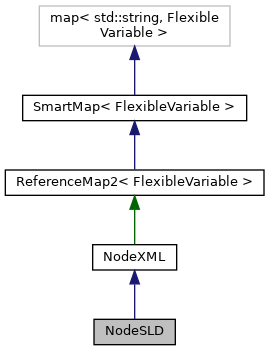 map< std::string, Flexible
Variable >
SmartMap< FlexibleVariable >
ReferenceMap2< FlexibleVariable >
NodeXML
NodeSLD